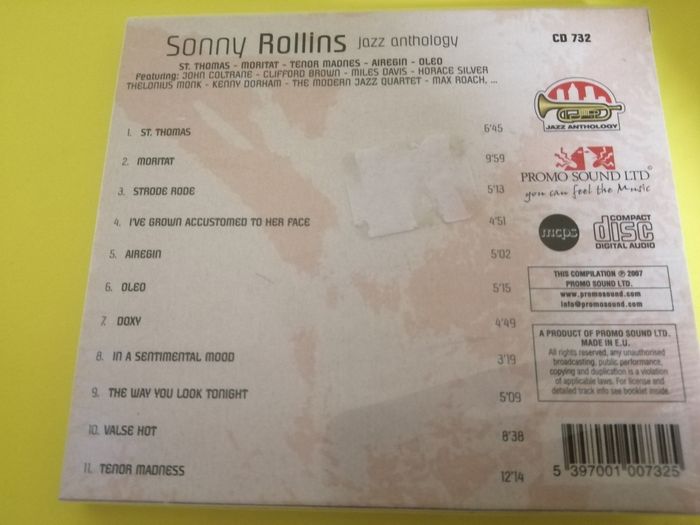 Sonny Rollins jazz anthology
CD 732
ST. THOMAS - MORITAT - TENOR MADNES - AIREGIN - OLEO
Featuring: JOHN COLTRANE - CLIFFORD BROWN - MILES DAVIS - HORACE SILVER
THELONIUS MONK - KENNY DORHAM - THE MODERN JAZZ QUARTET - MAX ROACH, ...
1. ST. THOMAS 6'45
2. MORITAT 9'59
3. STRODE RODE 5'13
4. I'VE GROWN ACCUSTOMED TO HER FACE 4'51
5. AIREGIN 5'02
6. OLEO 5'15
7. DOXY 4'49
8. IN A SENTIMENTAL MOOD 3'19
9. THE WAY YOU LOOK TONIGHT 5'09
10. VALSE HOT 8'38
11. TENOR MADNESS 12'14
JAZZ ANTHOLOGY
PROMO SOUND LTD®
you can feel the Music
mcps
COMPACT
disc
DIGITAL AUDIO
THIS COMPILATION ℗ 2007
PROMO SOUND LTD.
www.promosound.com
info@promosound.com
A PRODUCT OF PROMO SOUND LTD.
MADE IN E.U.
All rights reserved, any unauthorised
broadcasting, public performance,
copying and duplication is a violation
of applicable laws. For license and
detailed track info see booklet inside.
5 397001 007325